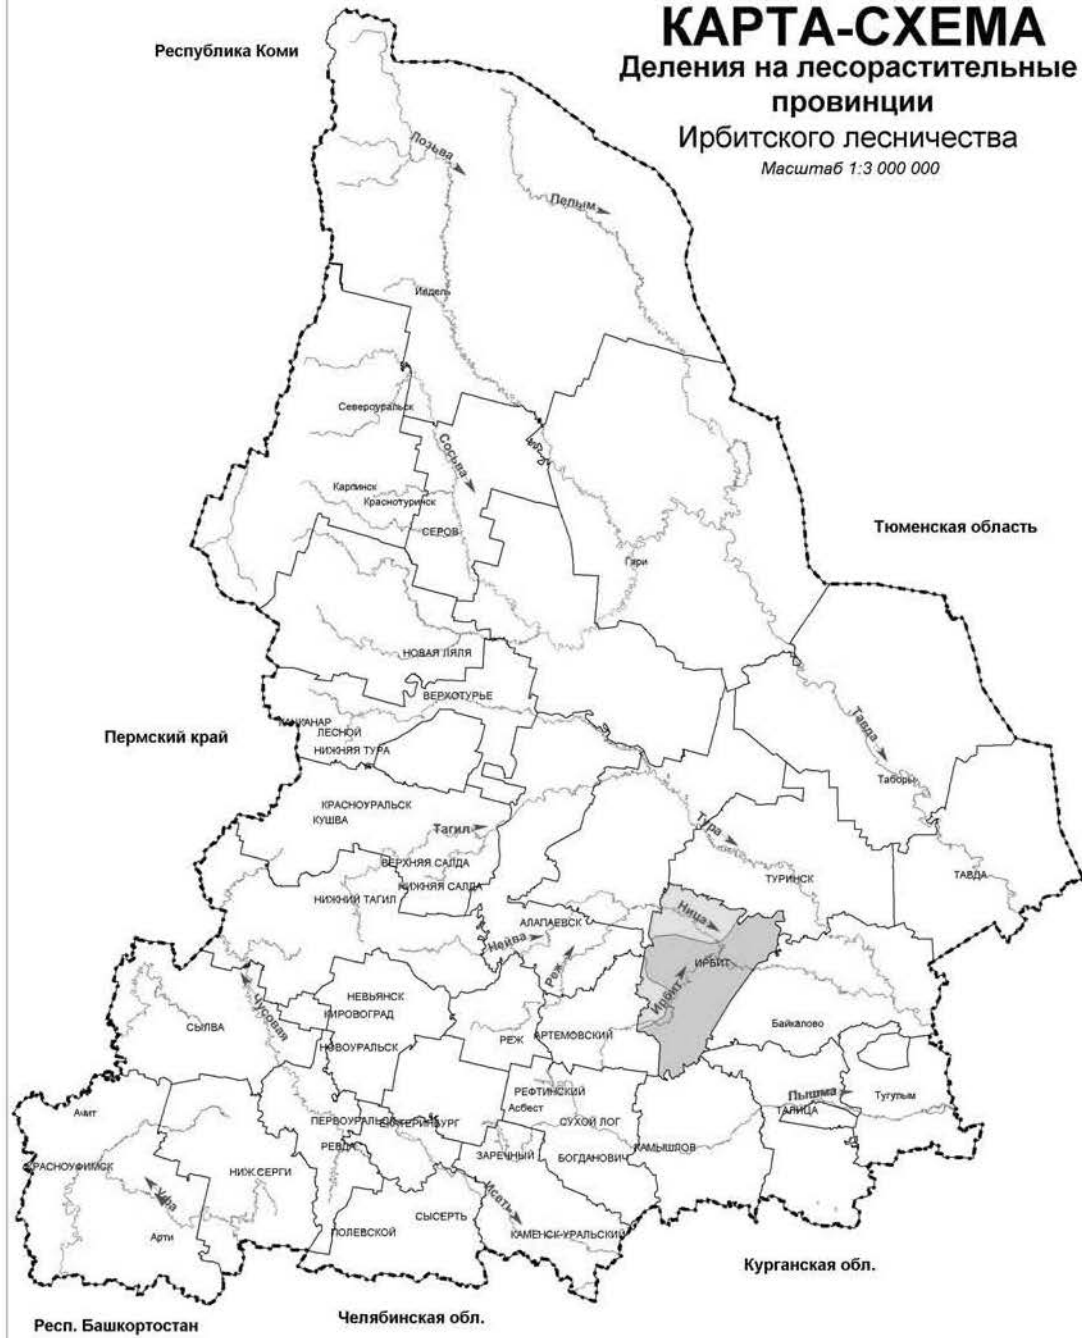 КАРТА-СХЕМА
Деления на лесорастительные
провинции
Ирбитского лесничества
Масштаб 1:3 000 000
Республика Коми
Лозьва
Пелым
Ивдель
Североуральск
Сосьва
Карпинск
Краснотуринск
СЕРОВ
Тюменская область
Гари
НОВАЯ ЛЯЛЯ
ВЕРХОТУРЬЕ
КАЧКАНАР
ЛЕСНОЙ
Пермский край
НИЖНЯЯ ТУРА
Тавда
Таборы
КРАСНОУРАЛЬСК
КУШВА
Тагил
Тура
ВЕРХНЯЯ САЛДА
НИЖНЯЯ САЛДА
ТУРИНСК
ТАВДА
НИЖНИЙ ТАГИЛ
Ница
АЛАПАЕВСК
Нейва
Реж
ИРБИТ
Ирбит
НЕВЬЯНСК
КИРОВОГРАД
Чусовая
СЫЛВА
Байкалово
НОВОУРАЛЬСК
РЕЖ
АРТЕМОВСКИЙ
РЕФТИНСКИЙ
Асбест
Пышма
Тугулым
ТАЛИЦА
Ачит
ПЕРВОУРАЛЬСК
ЕКАТЕРИНБУРГ
СУХОЙ ЛОГ
РЕВДА
ЗАРЕЧНЫЙ
БОГДАНОВИЧ
КАМЫШЛОВ
КРАСНОУФИМСК
НИЖ.СЕРГИ
Уфа
Исеть
Арти
ПОЛЕВСКОЙ
СЫСЕРТЬ
КАМЕНСК-УРАЛЬСКИЙ
Курганская обл.
Челябинская обл.
Респ. Башкортостан